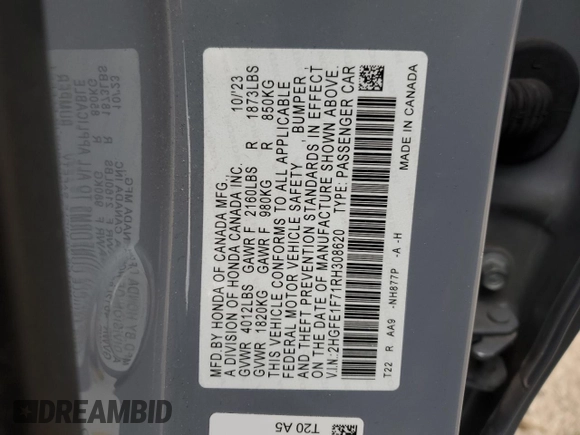 MFD. BY HONDA OF CANADA MFG., 10/23
A DIVISION OF HONDA CANADA INC.
GVWR 4012LBS GAWR F 2160LBS R 1873LBS
GVWR 1820KG GAWR F 980KG R 850KG
THIS VEHICLE CONFORMS TO ALL APPLICABLE
FEDERAL MOTOR VEHICLE SAFETY BUMPER
AND THEFT PREVENTION STANDARDS IN EFFECT
ON THE DATE OF MANUFACTURE SHOWN ABOVE.
V.I.N.:2HGFE1F71RH308620 TYPE: PASSENGER CAR
T22 R AA9 -NH877P -A -H
MADE IN CANADA
T20 A5
DREAMBID